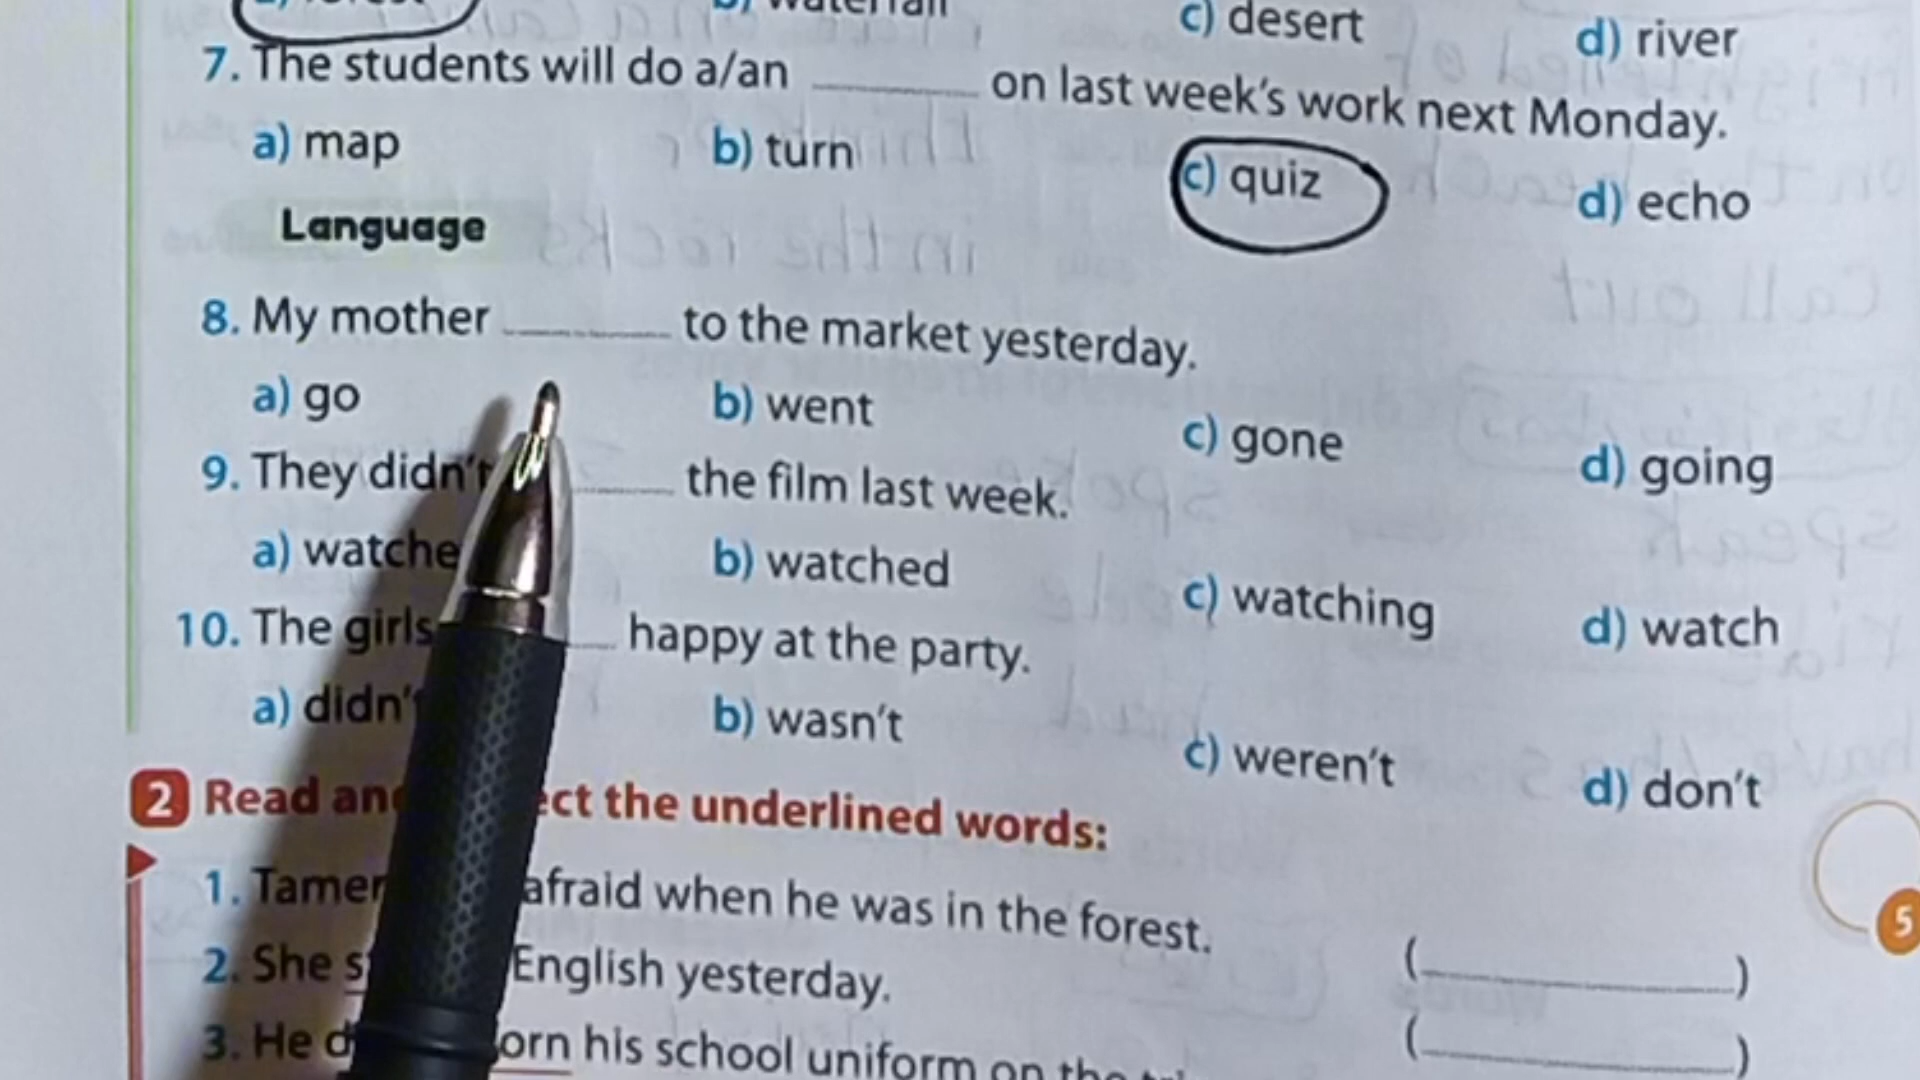 c) desert d) river
7. The students will do a/an ______ on last week's work next Monday.
a) map b) turn c) quiz d) echo
Language
8. My mother ______ to the market yesterday.
a) go b) went c) gone d) going
9. They didn't ______ the film last week.
a) watche b) watched c) watching d) watch
10. The girls ______ happy at the party.
a) didn' b) wasn't c) weren't d) don't
2 Read an ect the underlined words:
1. Tamer afraid when he was in the forest. (______)
2. She English yesterday. (______)
3. He his school uniform on the
5